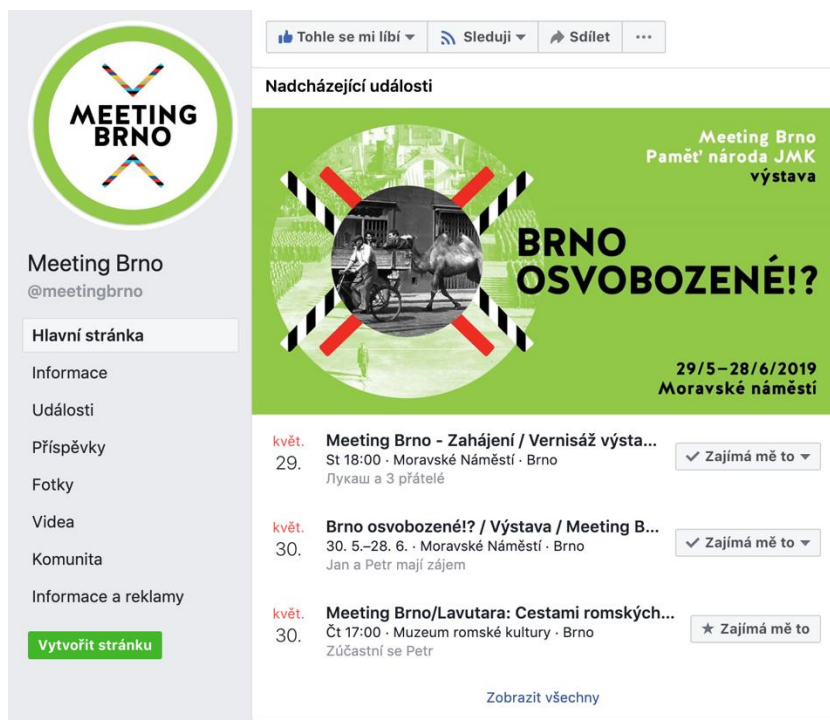 MEETING
BRNO
Meeting Brno
@meetingbrno
Hlavní stránka
Informace
Události
Příspěvky
Fotky
Videa
Komunita
Informace a reklamy
Vytvořit stránku
Tohle se mi líbí
Sleduji
Sdílet
Nadcházející události
Meeting Brno
Paměť národa JMK
výstava
BRNO
OSVOBOZENÉ!?
29/5–28/6/2019
Moravské náměstí
květ.
29.
Meeting Brno - Zahájení / Vernisáž výsta...
St 18:00 · Moravské Náměstí · Brno
Лукаш a 3 přátelé
Zajímá mě to
květ.
30.
Brno osvobozené!? / Výstava / Meeting B...
30. 5.–28. 6. · Moravské Náměstí · Brno
Jan a Petr mají zájem
Zajímá mě to
květ.
30.
Meeting Brno/Lavutara: Cestami romských...
Čt 17:00 · Muzeum romské kultury · Brno
Zúčastní se Petr
Zajímá mě to
Zobrazit všechny